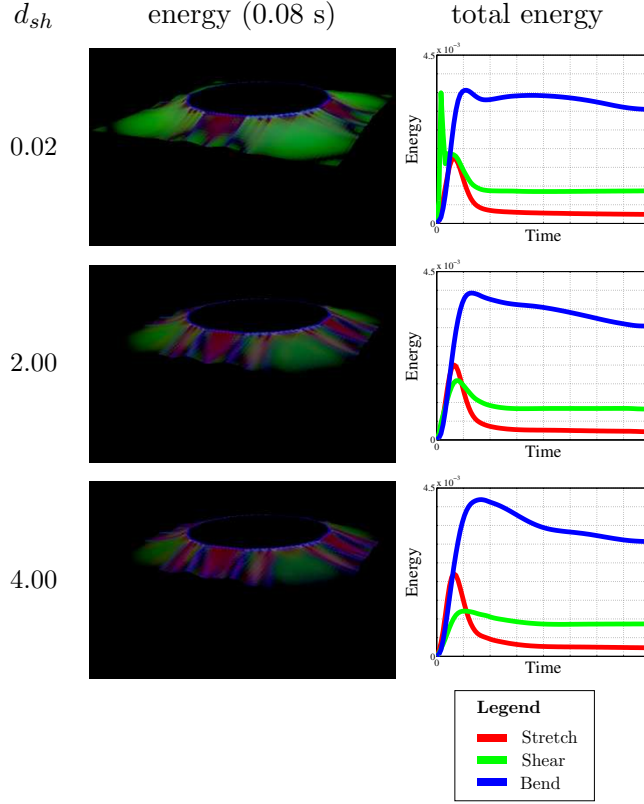 d_sh energy (0.08 s) total energy
0.02
4.5
x 10⁻³
Energy
0
0
Time
2.00
4.5
x 10⁻³
Energy
0
0
Time
4.00
4.5
x 10⁻³
Energy
0
0
Time
Legend
Stretch
Shear
Bend